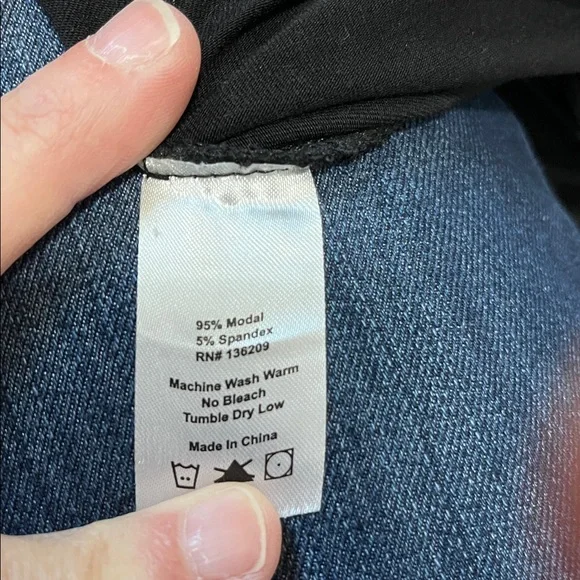 95% Modal
5% Spandex
RN# 136209
Machine Wash Warm
No Bleach
Tumble Dry Low
Made In China